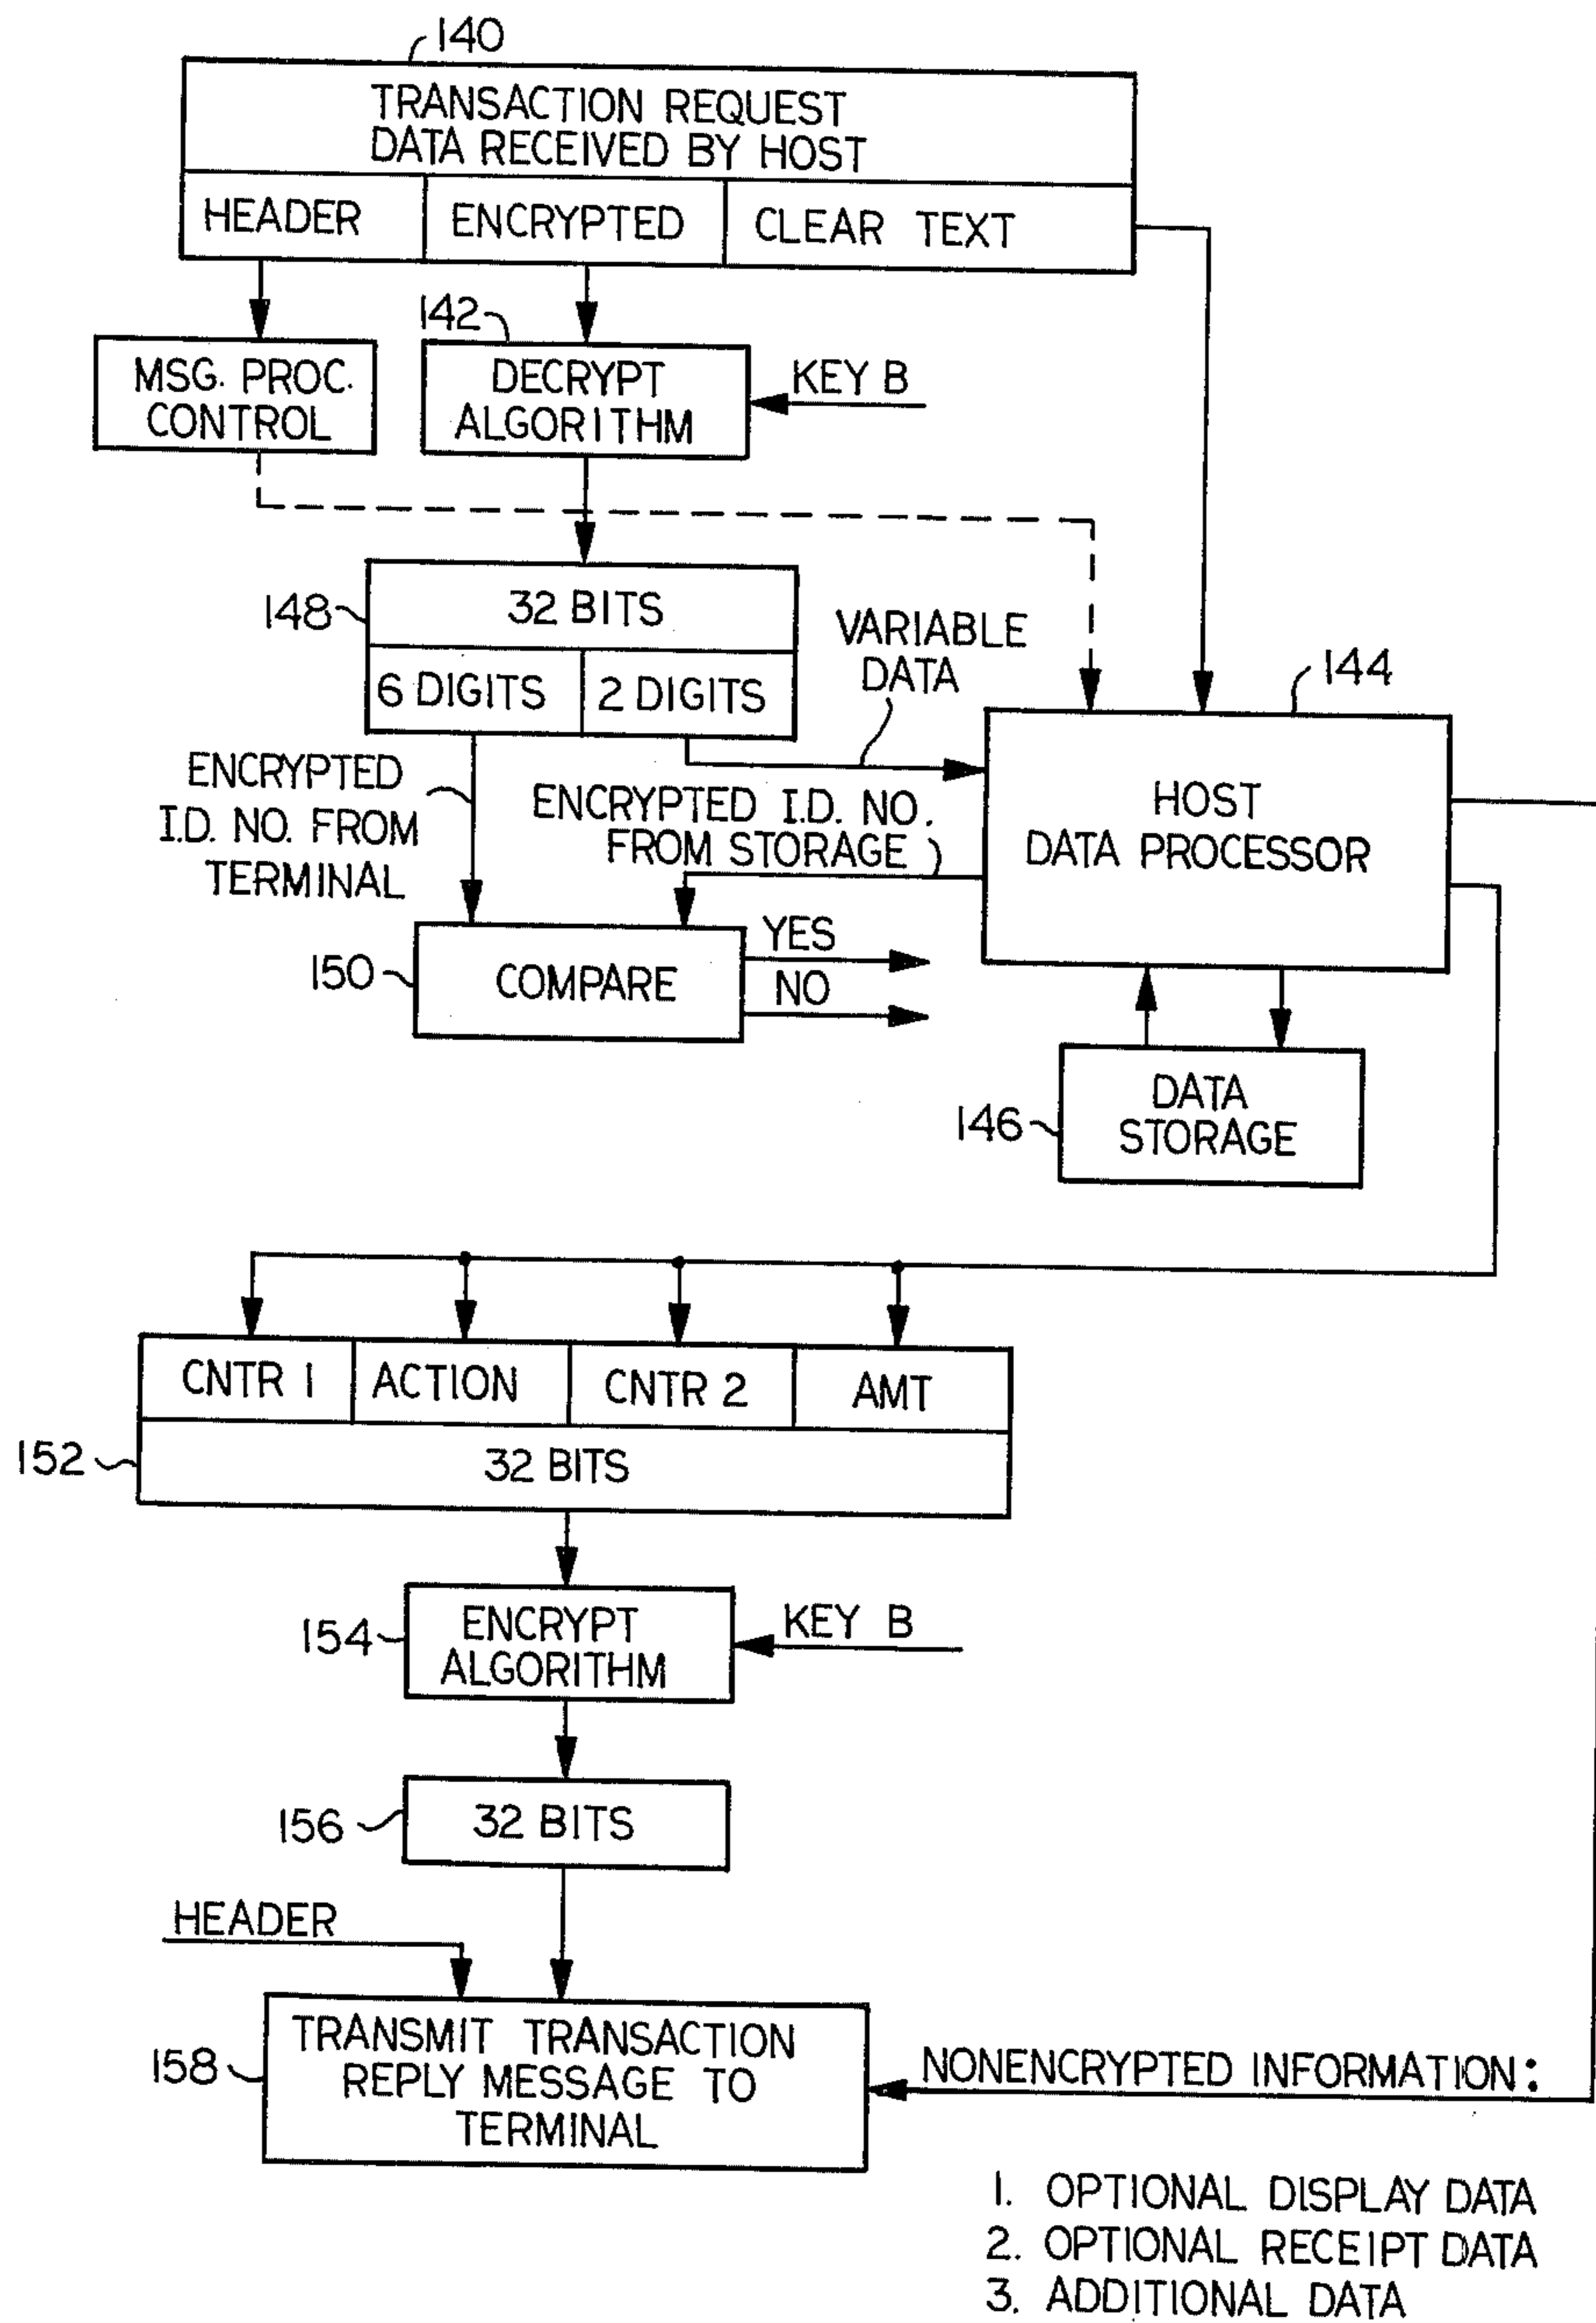 140
TRANSACTION REQUEST
DATA RECEIVED BY HOST
HEADER
ENCRYPTED
CLEAR TEXT
142
MSG. PROC.
CONTROL
DECRYPT
ALGORITHM
KEY B
148
32 BITS
6 DIGITS
2 DIGITS
VARIABLE
DATA
144
ENCRYPTED
I.D. NO. FROM
TERMINAL
ENCRYPTED I.D. NO.
FROM STORAGE
HOST
DATA PROCESSOR
150
COMPARE
YES
NO
146
DATA
STORAGE
CNTR 1
ACTION
CNTR 2
AMT
152
32 BITS
154
ENCRYPT
ALGORITHM
KEY B
156
32 BITS
HEADER
158
TRANSMIT TRANSACTION
REPLY MESSAGE TO
TERMINAL
NONENCRYPTED INFORMATION:
1. OPTIONAL DISPLAY DATA
2. OPTIONAL RECEIPT DATA
3. ADDITIONAL DATA